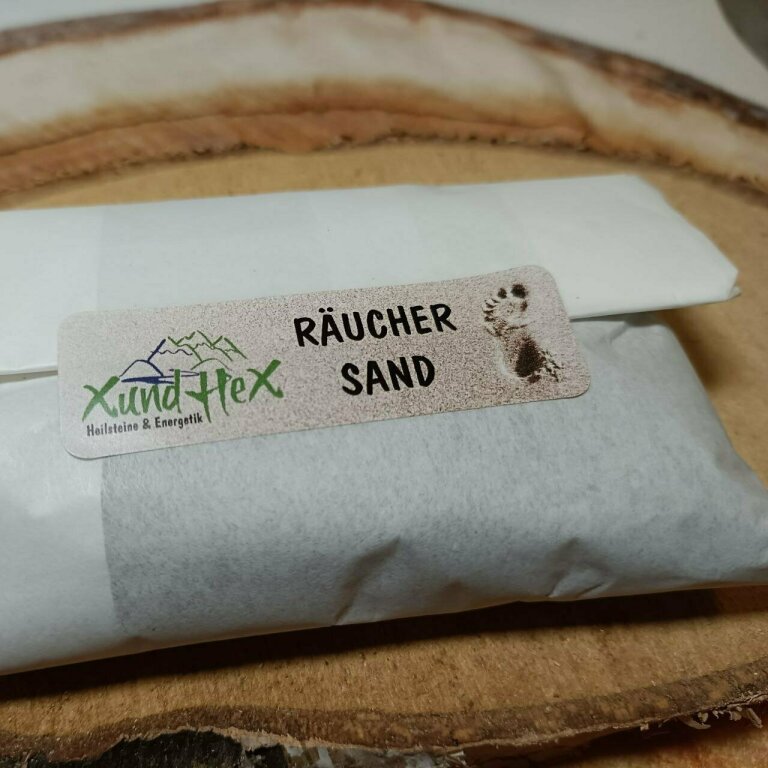 XundHeX
Heilsteine & Energetik
RÄUCHER
SAND